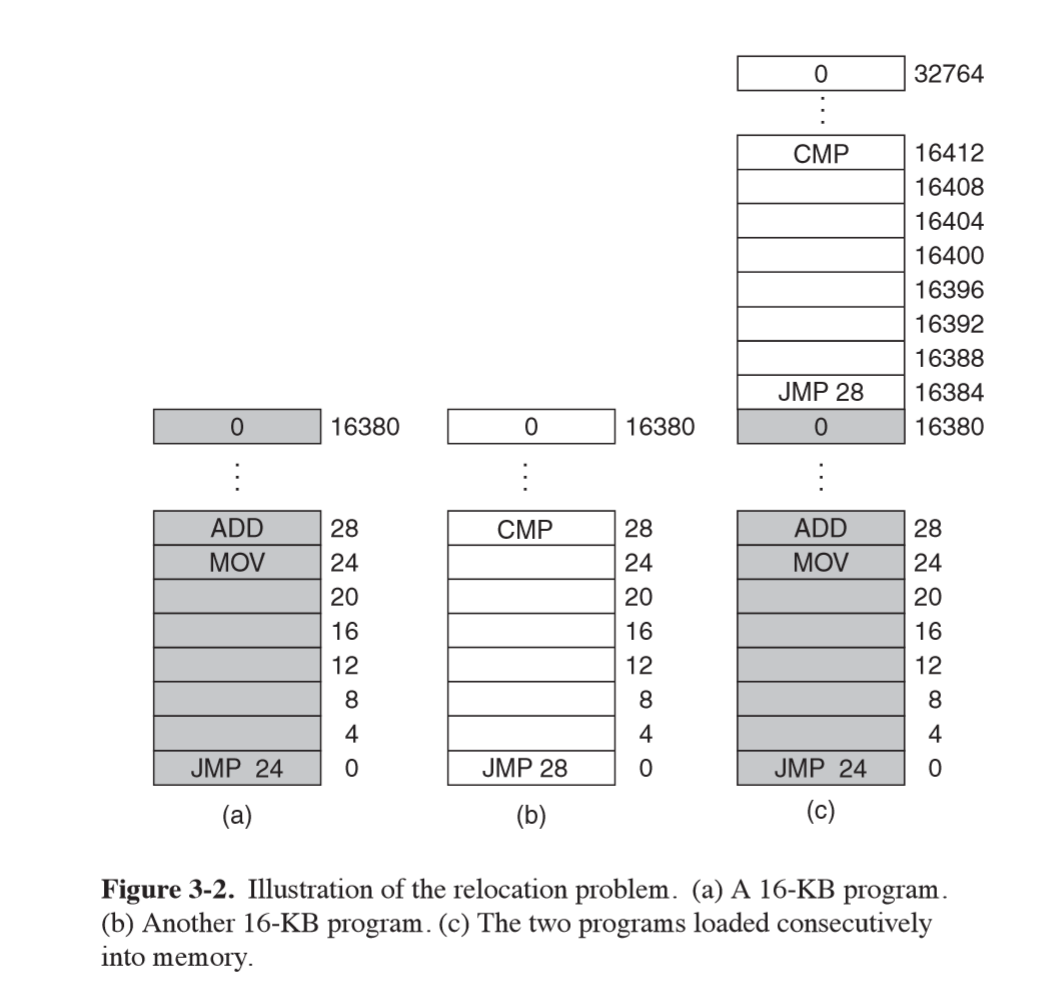 0 32764
CMP 16412
16408
16404
16400
16396
16392
16388
JMP 28 16384
0 16380 0 16380 0 16380
ADD 28 CMP 28 ADD 28
MOV 24 24 MOV 24
20 20 20
16 16 16
12 12 12
8 8 8
4 4 4
JMP 24 0 JMP 28 0 JMP 24 0
(a) (b) (c)
Figure 3-2. Illustration of the relocation problem. (a) A 16-KB program.
(b) Another 16-KB program. (c) The two programs loaded consecutively
into memory.